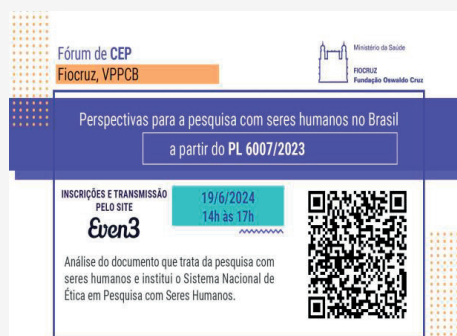 Fórum de CEP
Fiocruz, VPPCB
Ministério da Saúde
FIOCRUZ
Fundação Oswaldo Cruz
Perspectivas para a pesquisa com seres humanos no Brasil
a partir do PL 6007/2023
INSCRIÇÕES E TRANSMISSÃO
PELO SITE
Even3
19/6/2024
14h às 17h
Análise do documento que trata da pesquisa com
seres humanos e institui o Sistema Nacional de
Ética em Pesquisa com Seres Humanos.